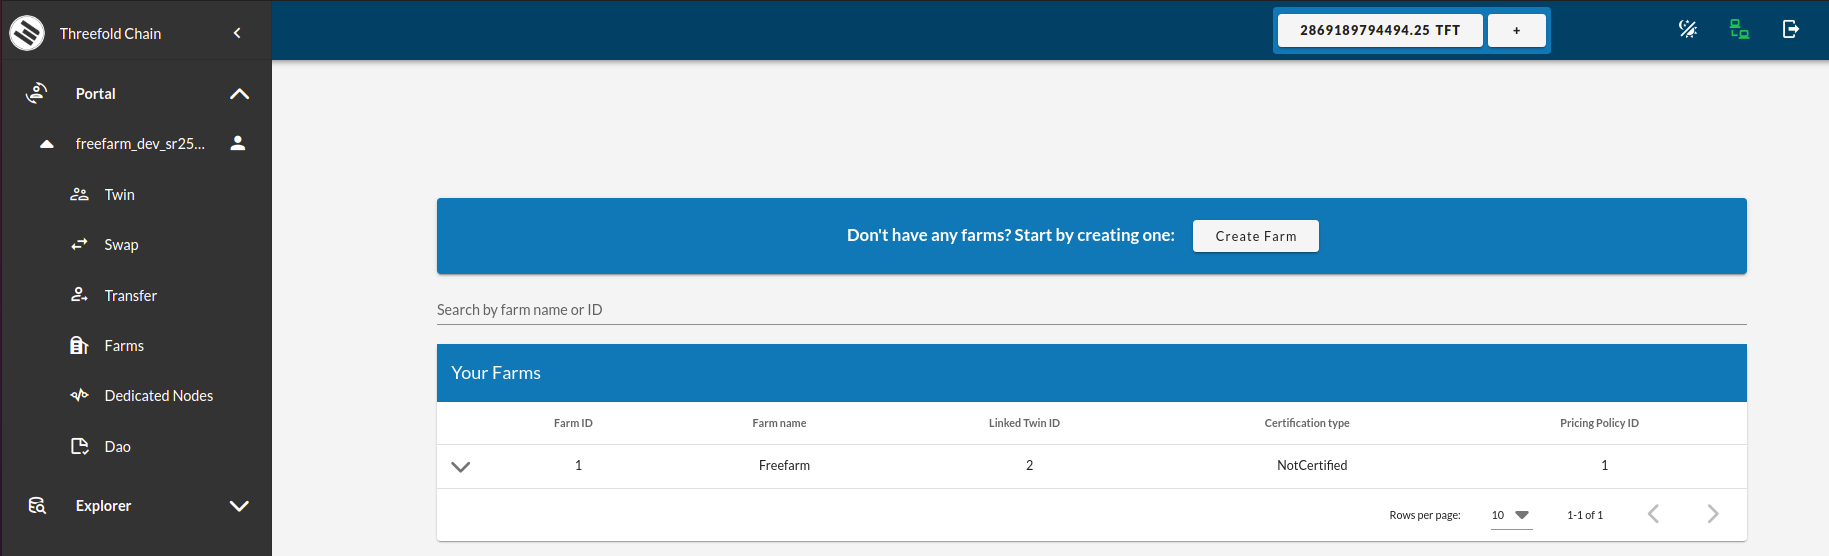 Threefold Chain
2869189794494.25 TFT
+
Portal
freefarm_dev_sr25...
Twin
Swap
Transfer
Farms
Dedicated Nodes
Dao
Explorer
Don't have any farms? Start by creating one:
Create Farm
Search by farm name or ID
Your Farms
Farm ID Farm name Linked Twin ID Certification type Pricing Policy ID
1 Freefarm 2 NotCertified 1
Rows per page: 10 1-1 of 1